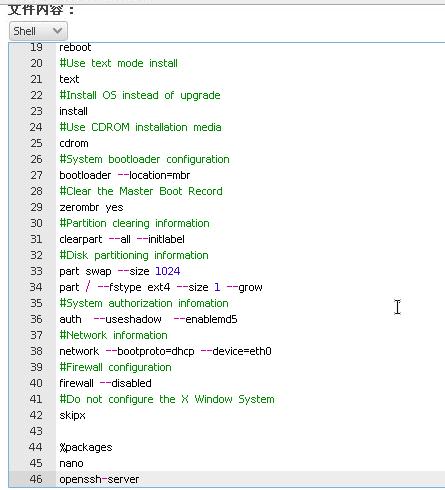 文件内容：
Shell
19 reboot
20 #Use text mode install
21 text
22 #Install OS instead of upgrade
23 install
24 #Use CDROM installation media
25 cdrom
26 #System bootloader configuration
27 bootloader --location=mbr
28 #Clear the Master Boot Record
29 zerombr yes
30 #Partition clearing information
31 clearpart --all --initlabel
32 #Disk partitioning information
33 part swap --size 1024
34 part / --fstype ext4 --size 1 --grow
35 #System authorization infomation
36 auth  --useshadow  --enablemd5
37 #Network information
38 network --bootproto=dhcp --device=eth0
39 #Firewall configuration
40 firewall --disabled
41 #Do not configure the X Window System
42 skipx
43
44 %packages
45 nano
46 openssh-server